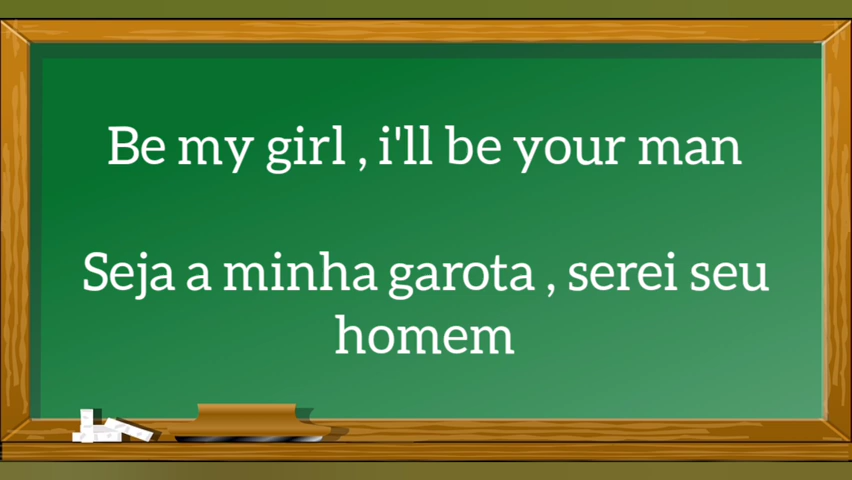 Be my girl , i'll be your man
Seja a minha garota , serei seu
homem